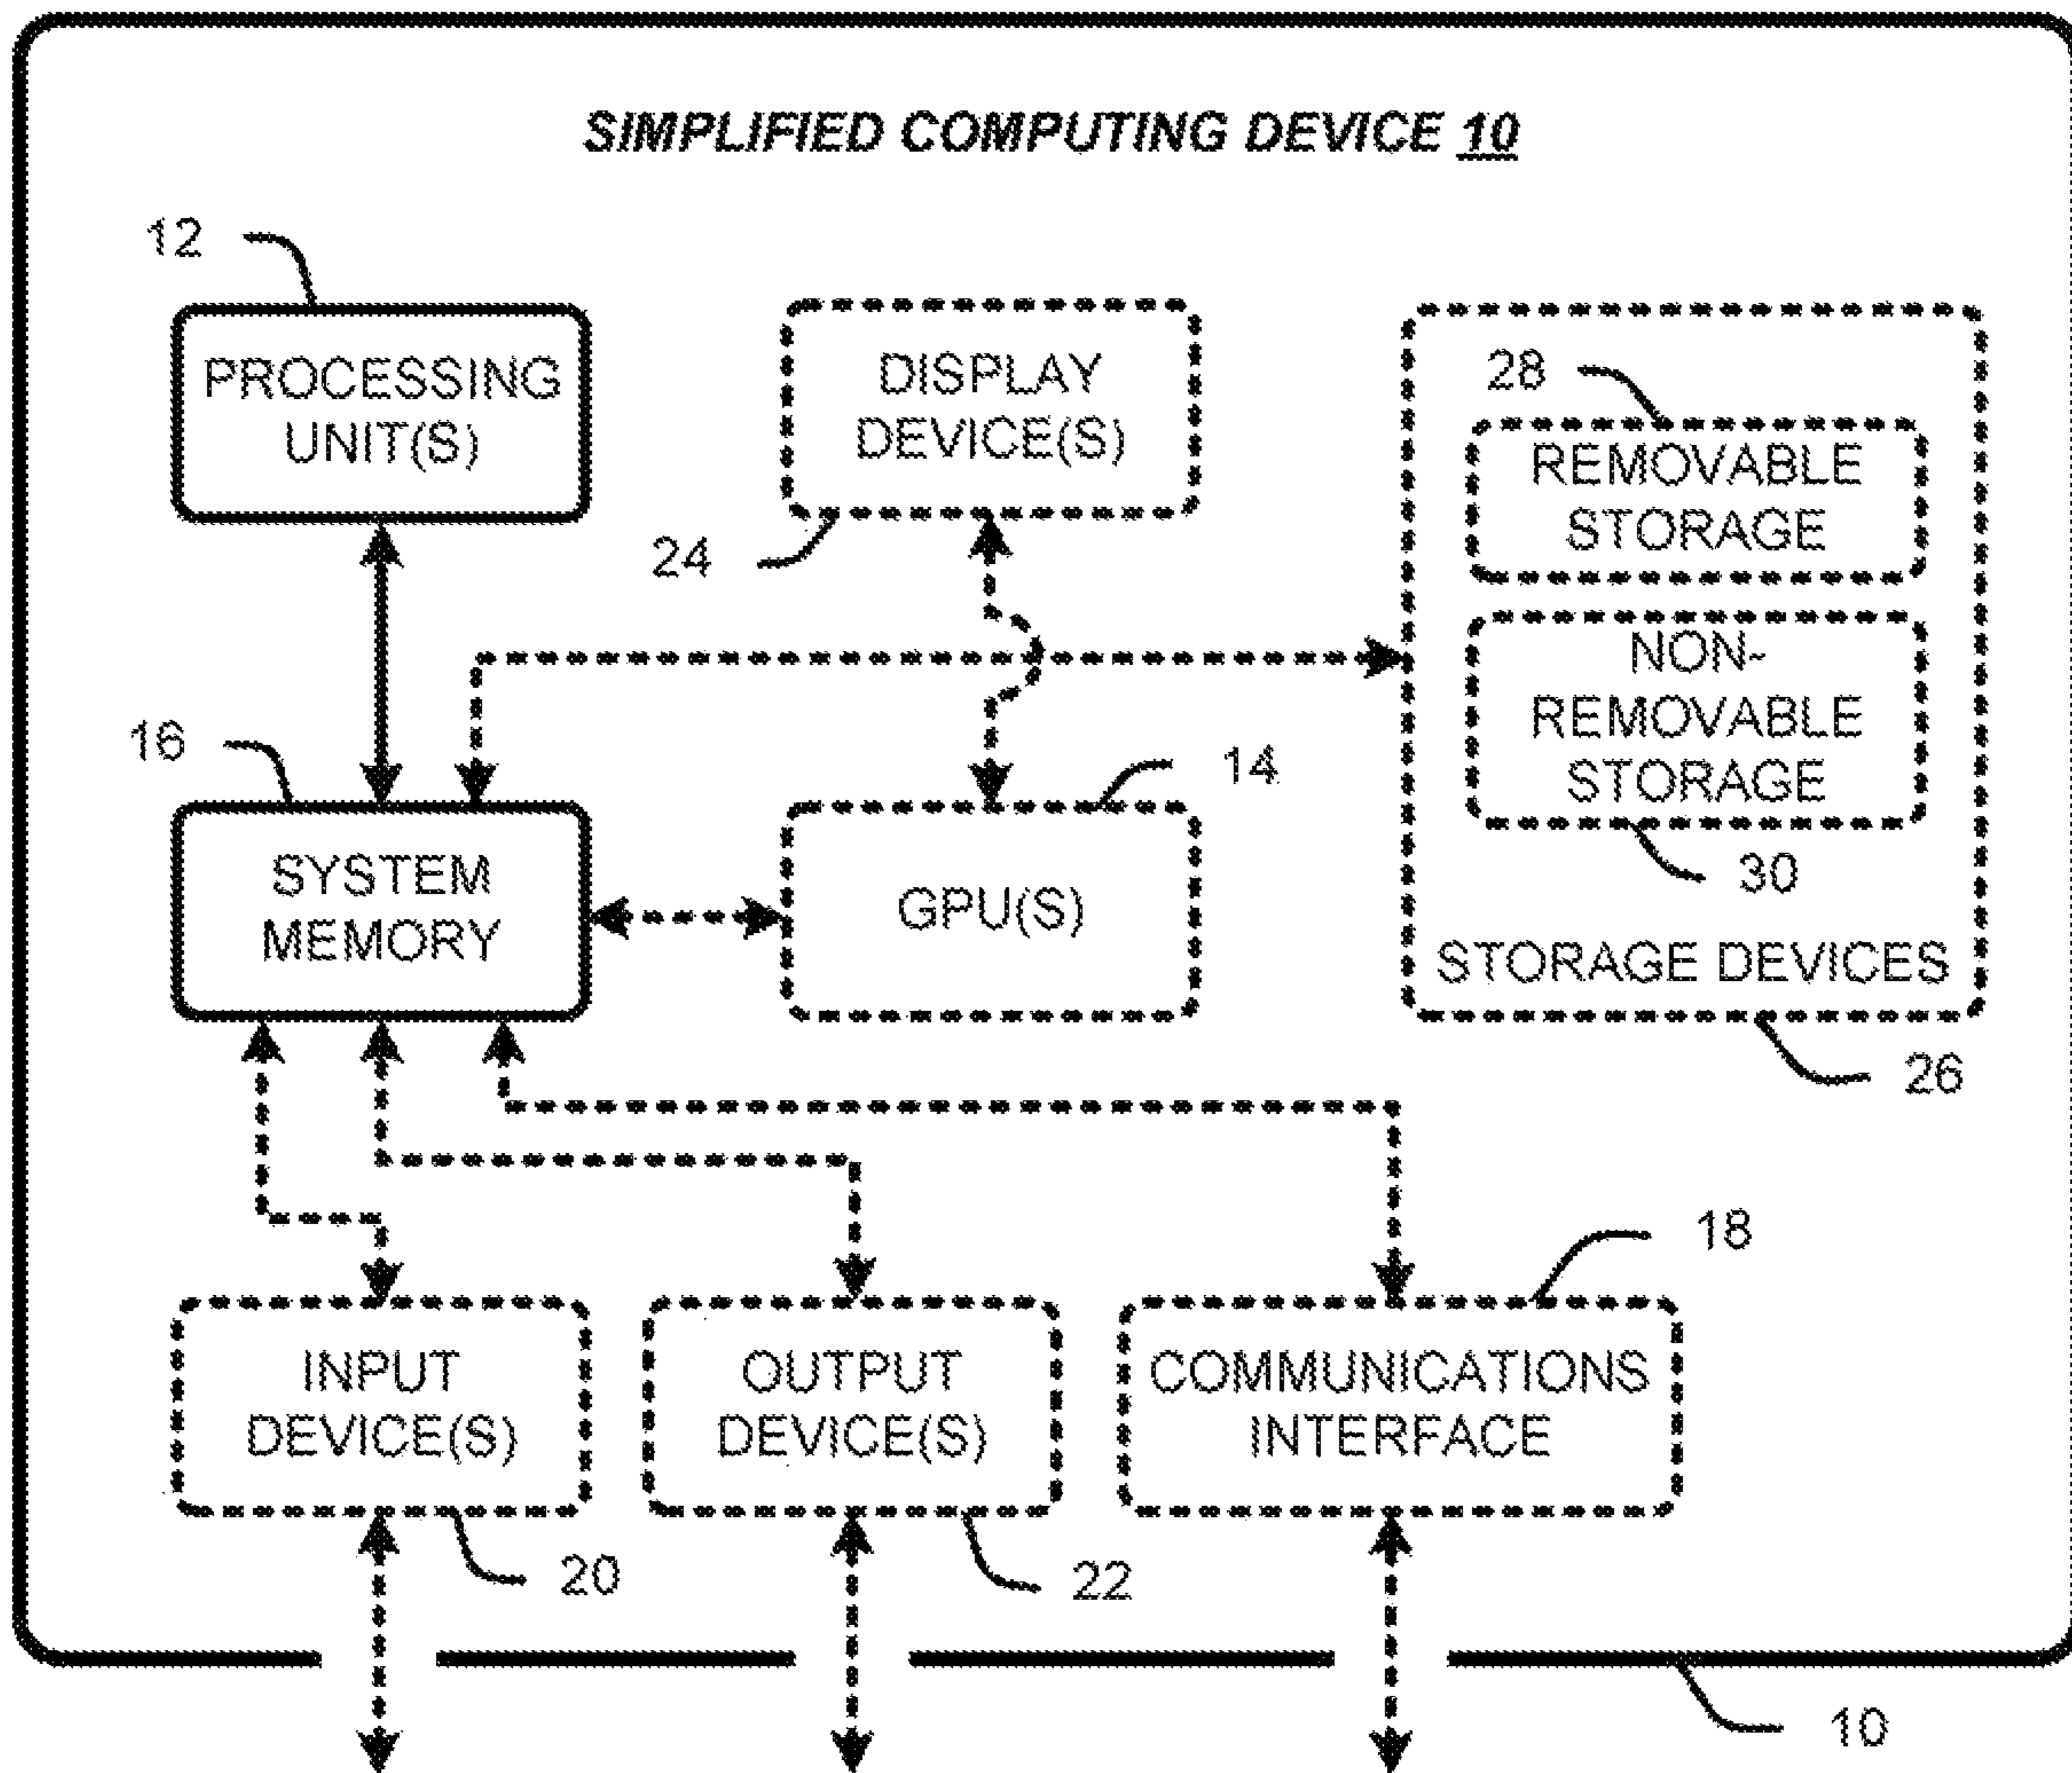 SIMPLIFIED COMPUTING DEVICE 10
12
PROCESSING
UNIT(S)
DISPLAY
DEVICE(S)
24
28
REMOVABLE
STORAGE
NON-
REMOVABLE
STORAGE
30
STORAGE DEVICES
26
16
SYSTEM
MEMORY
14
GPU(S)
18
INPUT
DEVICE(S)
20
OUTPUT
DEVICE(S)
22
COMMUNICATIONS
INTERFACE
10